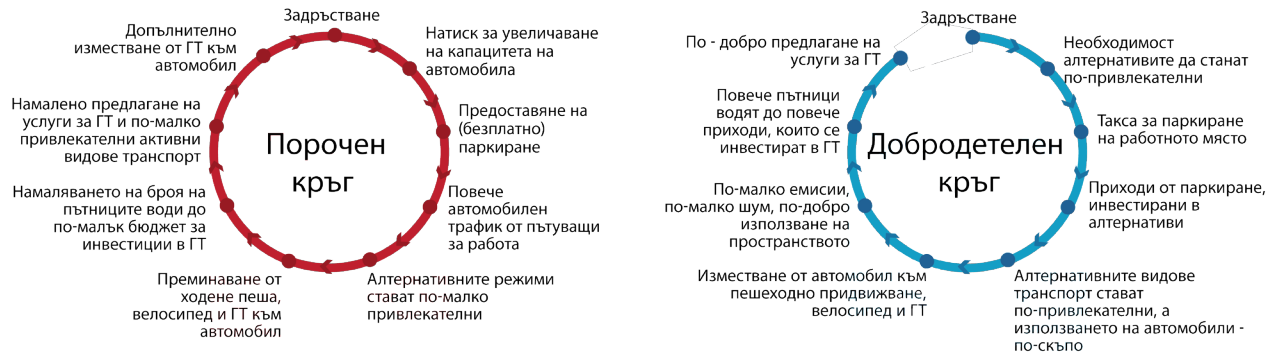 Задръстване
Натиск за увеличаване
на капацитета на
автомобила
Предоставяне на
(безплатно)
паркиране
Повече
автомобилен
трафик от пътуващи
за работа
Алтернативните режими
стават по-малко
привлекателни
Преминаване от
ходене пеша,
велосипед и ГТ към
автомобил
Намаляването на броя на
пътниците води до
по-малък бюджет за
инвестиции в ГТ
Намалено предлагане на
услуги за ГТ и по-малко
привлекателни активни
видове транспорт
Допълнително
изместване от ГТ към
автомобил
Порочен
кръг
Задръстване
Необходимост
алтернативите да станат
по-привлекателни
Такса за паркиране
на работното място
Приходи от паркиране,
инвестирани в
алтернативи
Алтернативните видове
транспорт стават
по-привлекателни, а
използването на автомобили -
по-скъпо
Изместване от автомобил към
пешеходно придвижване,
велосипед и ГТ
По-малко емисии,
по-малко шум, по-добро
използване на
пространството
Повече пътници
водят до повече
приходи, които се
инвестират в ГТ
По - добро предлагане на
услуги за ГТ
Добродетелен
кръг